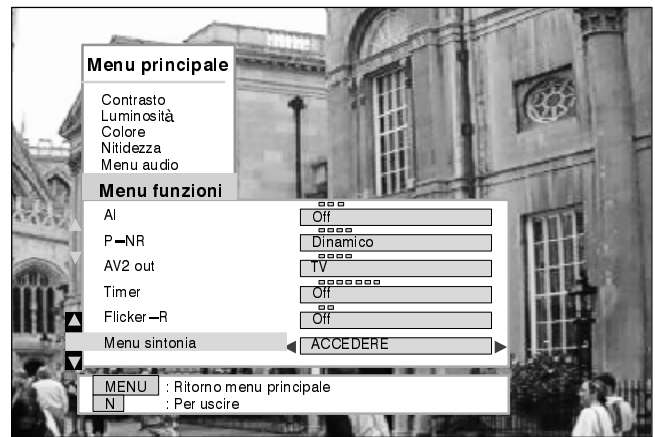 Menu principale
Contrasto
Luminosità
Colore
Nitidezza
Menu audio
Menu funzioni
AI Off
P–NR Dinamico
AV2 out TV
Timer Off
Flicker–R Off
Menu sintonia ACCEDERE
MENU : Ritorno menu principale
N : Per uscire